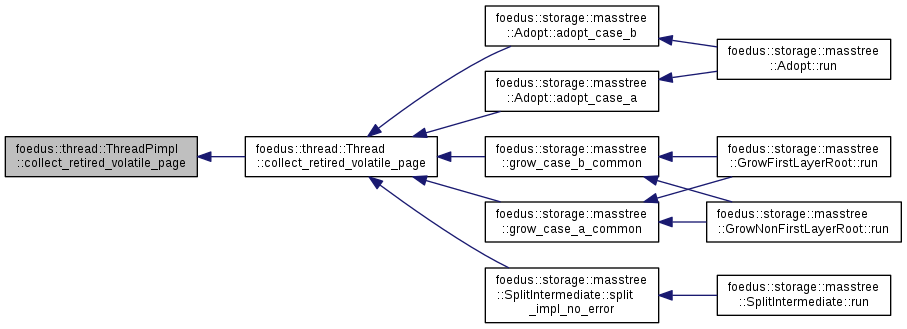 foedus::thread::ThreadPimpl
::collect_retired_volatile_page
foedus::thread::Thread
::collect_retired_volatile_page
foedus::storage::masstree
::Adopt::adopt_case_b
foedus::storage::masstree
::Adopt::adopt_case_a
foedus::storage::masstree
::grow_case_b_common
foedus::storage::masstree
::grow_case_a_common
foedus::storage::masstree
::SplitIntermediate::split
_impl_no_error
foedus::storage::masstree
::Adopt::run
foedus::storage::masstree
::GrowFirstLayerRoot::run
foedus::storage::masstree
::GrowNonFirstLayerRoot::run
foedus::storage::masstree
::SplitIntermediate::run